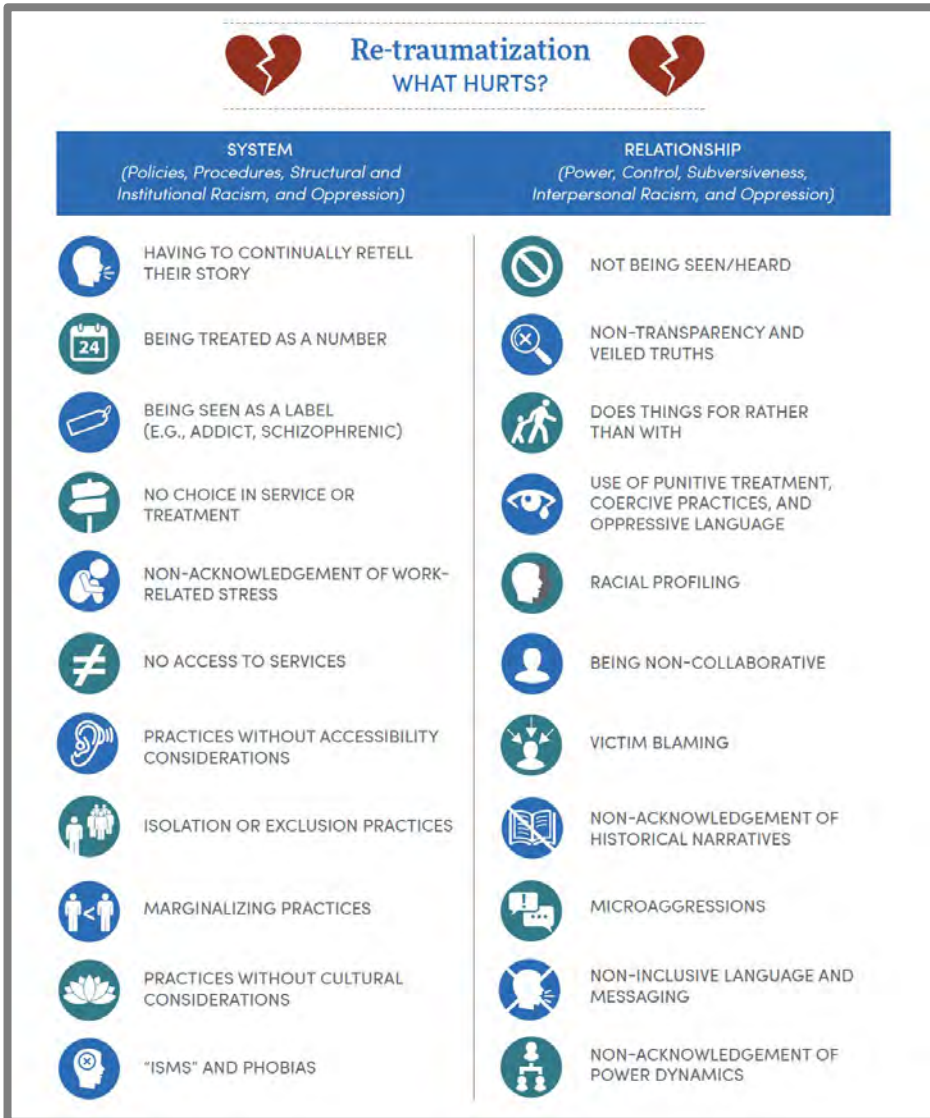 Re-traumatization
WHAT HURTS?
SYSTEM
(Policies, Procedures, Structural and
Institutional Racism, and Oppression)
HAVING TO CONTINUALLY RETELL
THEIR STORY
24
BEING TREATED AS A NUMBER
BEING SEEN AS A LABEL
(E.G., ADDICT, SCHIZOPHRENIC)
NO CHOICE IN SERVICE OR
TREATMENT
NON-ACKNOWLEDGEMENT OF WORK-
RELATED STRESS
NO ACCESS TO SERVICES
PRACTICES WITHOUT ACCESSIBILITY
CONSIDERATIONS
ISOLATION OR EXCLUSION PRACTICES
MARGINALIZING PRACTICES
PRACTICES WITHOUT CULTURAL
CONSIDERATIONS
"ISMS" AND PHOBIAS
RELATIONSHIP
(Power, Control, Subversiveness,
Interpersonal Racism, and Oppression)
NOT BEING SEEN/HEARD
NON-TRANSPARENCY AND
VEILED TRUTHS
DOES THINGS FOR RATHER
THAN WITH
USE OF PUNITIVE TREATMENT,
COERCIVE PRACTICES, AND
OPPRESSIVE LANGUAGE
RACIAL PROFILING
BEING NON-COLLABORATIVE
VICTIM BLAMING
NON-ACKNOWLEDGEMENT OF
HISTORICAL NARRATIVES
MICROAGGRESSIONS
NON-INCLUSIVE LANGUAGE AND
MESSAGING
NON-ACKNOWLEDGEMENT OF
POWER DYNAMICS